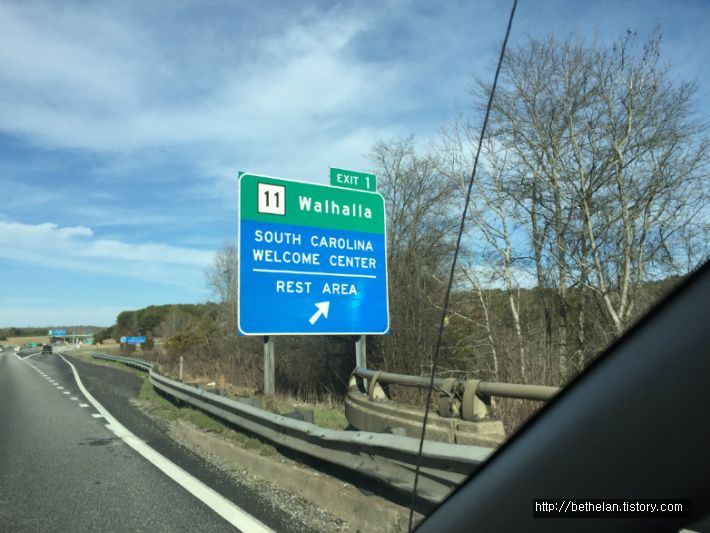 EXIT 1
11 Walhalla
SOUTH CAROLINA
WELCOME CENTER
REST AREA
http://bethelan.tistory.com